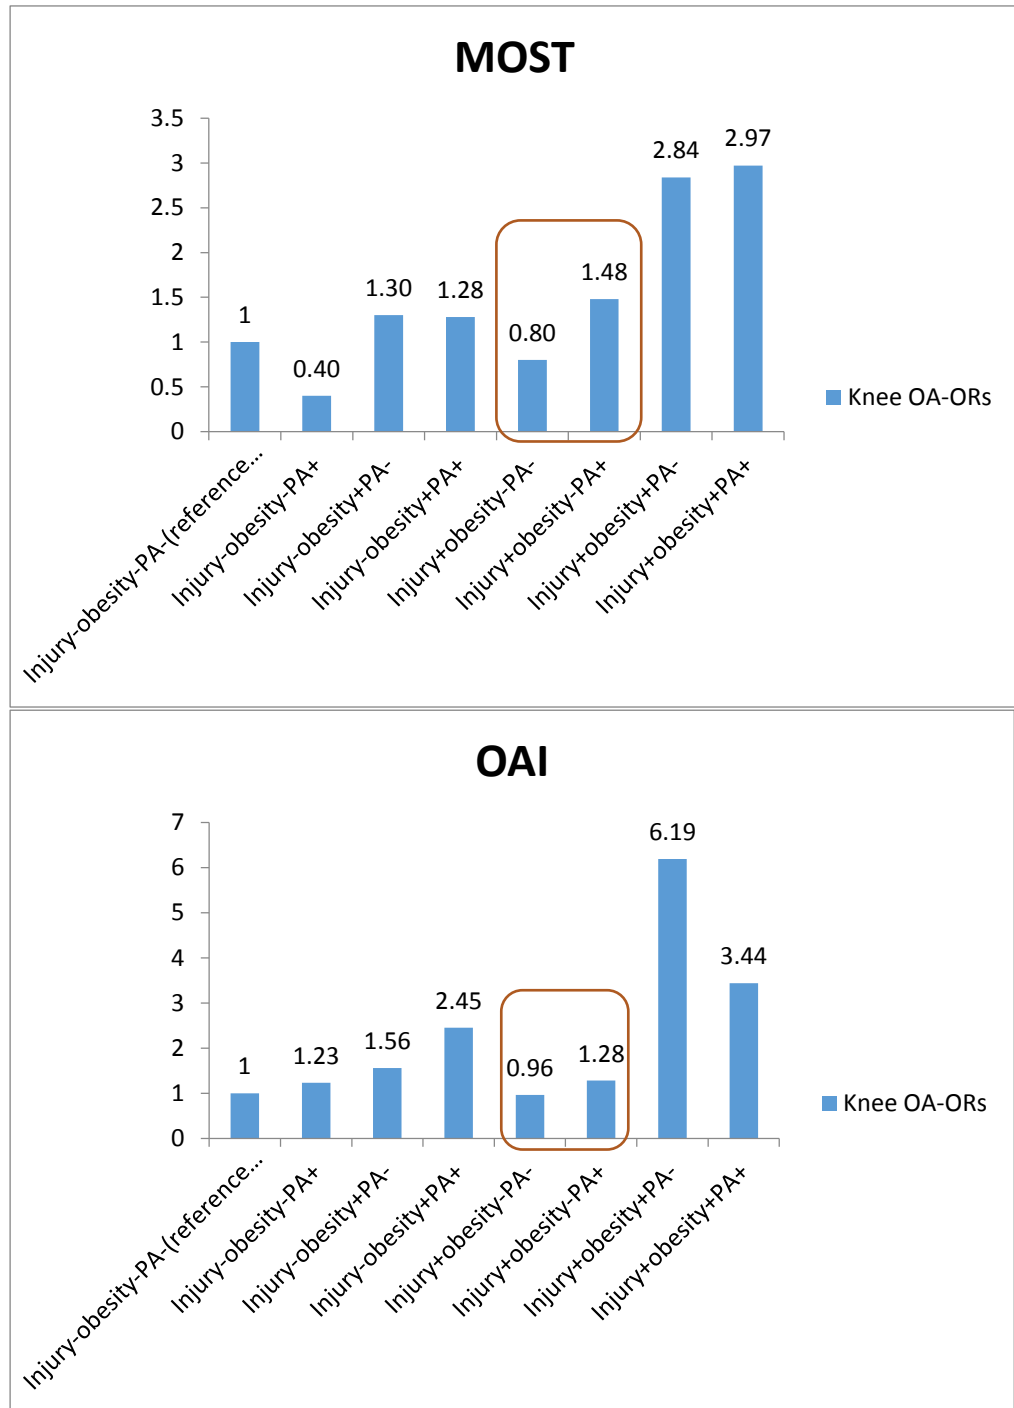 MOST
3.5
3
2.5
2
1.5
1
0.5
0
1
0.40
1.30
1.28
0.80
1.48
2.84
2.97
Knee OA-ORs
Injury-obesity-PA-(reference...
Injury-obesity-PA+
Injury-obesity+PA-
Injury-obesity+PA+
Injury+obesity-PA-
Injury+obesity-PA+
Injury+obesity+PA-
Injury+obesity+PA+
OAI
7
6
5
4
3
2
1
0
1
1.23
1.56
2.45
0.96
1.28
6.19
3.44
Knee OA-ORs
Injury-obesity-PA-(reference...
Injury-obesity-PA+
Injury-obesity+PA-
Injury-obesity+PA+
Injury+obesity-PA-
Injury+obesity-PA+
Injury+obesity+PA-
Injury+obesity+PA+